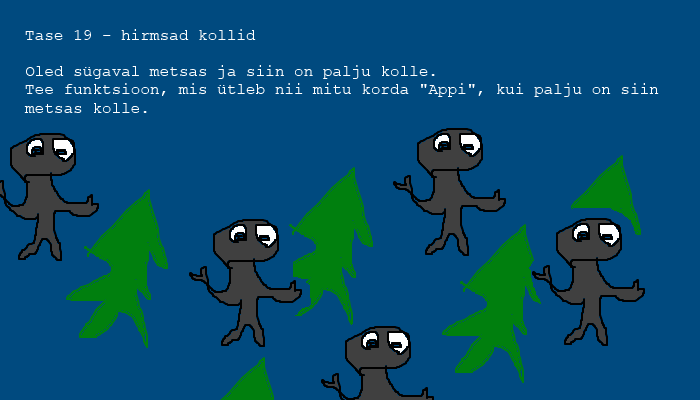 Tase 19 – hirmsad kollid
Oled sügaval metsas ja siin on palju kolle.
Tee funktsioon, mis ütleb nii mitu korda "Appi", kui palju on siin
metsas kolle.